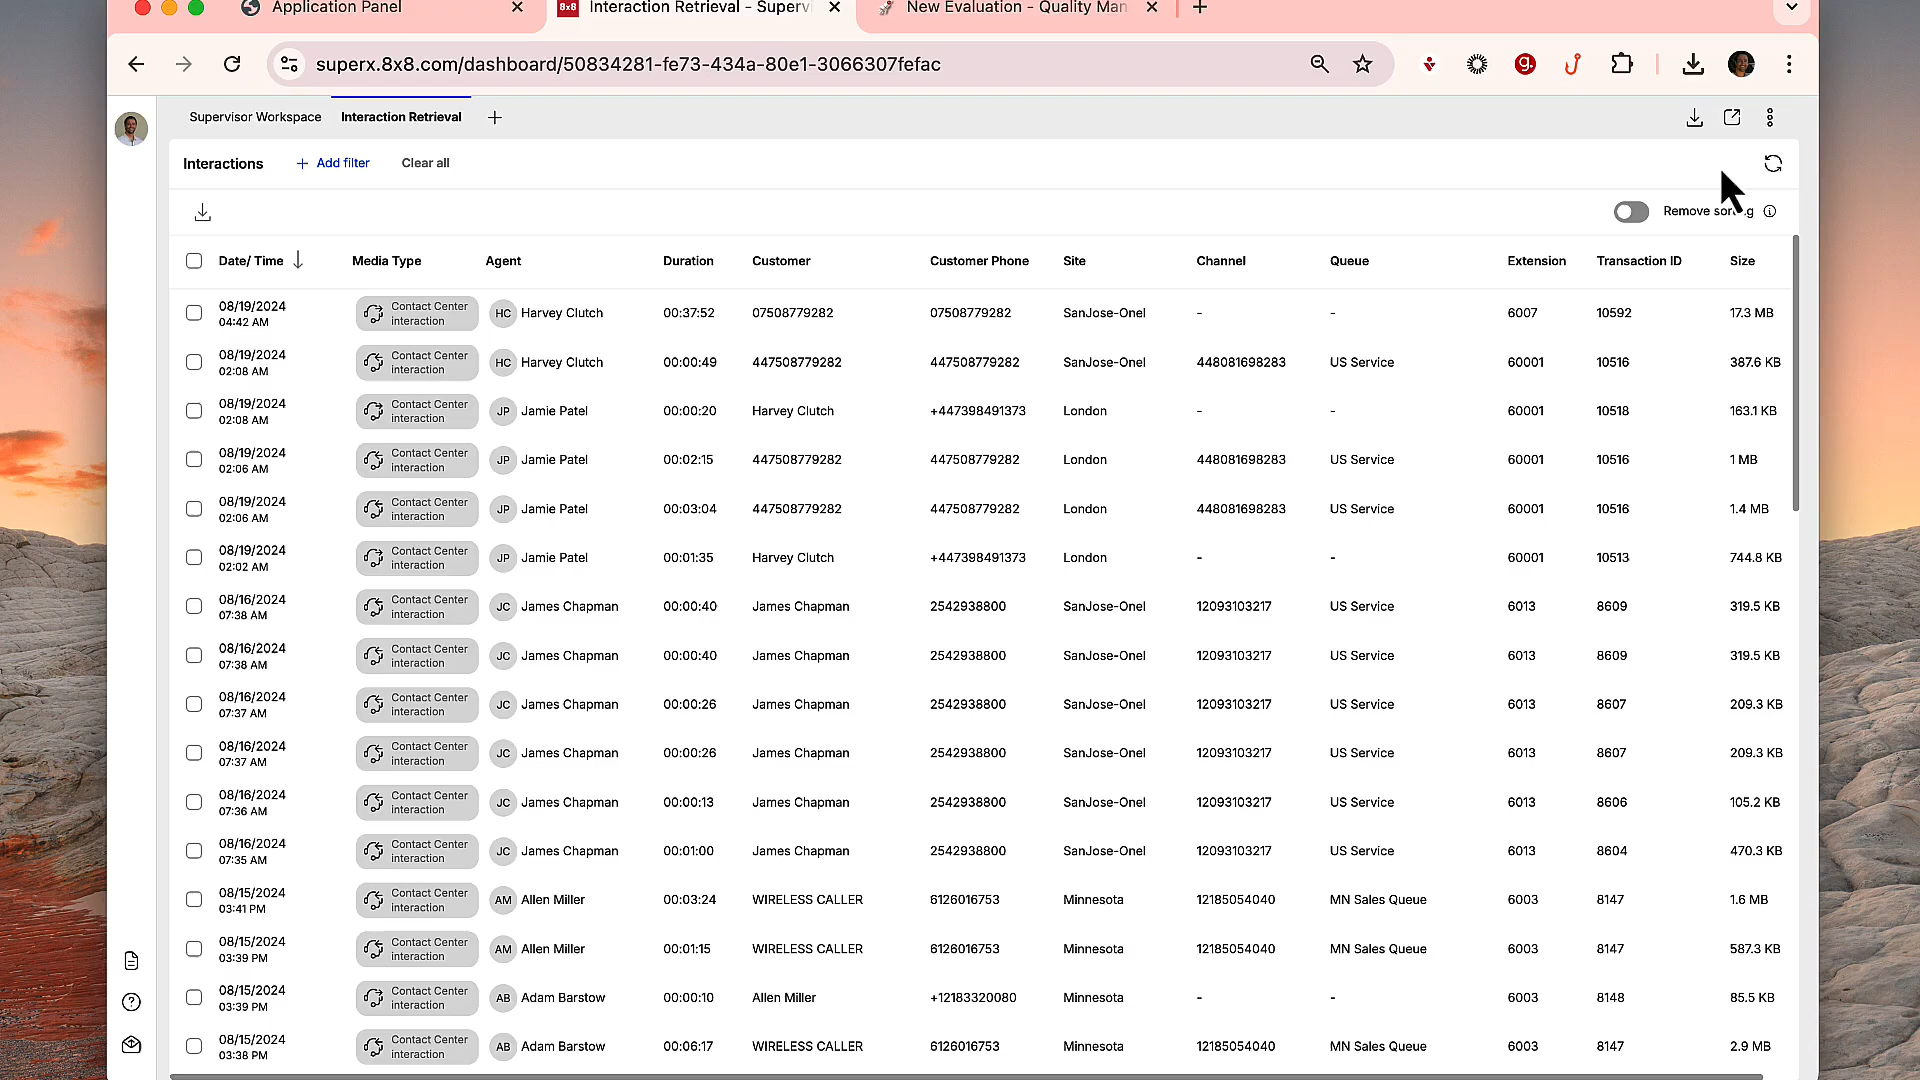 Application Panel
8x8 Interaction Retrieval - Supervi
New Evaluation - Quality Man
superx.8x8.com/dashboard/50834281-fe73-434a-80e1-3066307fefac
g.
Supervisor Workspace Interaction Retrieval
Interactions Add filter Clear all
Remove
Date/ Time Media Type Agent Duration Customer Customer Phone Site Channel Queue Extension Transaction ID Size
08/19/2024 04:42 AM Contact Center interaction HC Harvey Clutch 00:37:52 07508779282 07508779282 SanJose-Onel - - 6007 10592 17.3 MB
08/19/2024 02:08 AM Contact Center interaction HC Harvey Clutch 00:00:49 447508779282 447508779282 SanJose-Onel 448081698283 US Service 60001 10516 387.6 KB
08/19/2024 02:08 AM Contact Center interaction JP Jamie Patel 00:00:20 Harvey Clutch +447398491373 London - - 60001 10518 163.1 KB
08/19/2024 02:06 AM Contact Center interaction JP Jamie Patel 00:02:15 447508779282 447508779282 London 448081698283 US Service 60001 10516 1 MB
08/19/2024 02:06 AM Contact Center interaction JP Jamie Patel 00:03:04 447508779282 447508779282 London 448081698283 US Service 60001 10516 1.4 MB
08/19/2024 02:02 AM Contact Center interaction JP Jamie Patel 00:01:35 Harvey Clutch +447398491373 London - - 60001 10513 744.8 KB
08/16/2024 07:38 AM Contact Center interaction JC James Chapman 00:00:40 James Chapman 2542938800 SanJose-Onel 12093103217 US Service 6013 8609 319.5 KB
08/16/2024 07:38 AM Contact Center interaction JC James Chapman 00:00:40 James Chapman 2542938800 SanJose-Onel 12093103217 US Service 6013 8609 319.5 KB
08/16/2024 07:37 AM Contact Center interaction JC James Chapman 00:00:26 James Chapman 2542938800 SanJose-Onel 12093103217 US Service 6013 8607 209.3 KB
08/16/2024 07:37 AM Contact Center interaction JC James Chapman 00:00:26 James Chapman 2542938800 SanJose-Onel 12093103217 US Service 6013 8607 209.3 KB
08/16/2024 07:36 AM Contact Center interaction JC James Chapman 00:00:13 James Chapman 2542938800 SanJose-Onel 12093103217 US Service 6013 8606 105.2 KB
08/16/2024 07:35 AM Contact Center interaction JC James Chapman 00:01:00 James Chapman 2542938800 SanJose-Onel 12093103217 US Service 6013 8604 470.3 KB
08/15/2024 03:41 PM Contact Center interaction AM Allen Miller 00:03:24 WIRELESS CALLER 6126016753 Minnesota 12185054040 MN Sales Queue 6003 8147 1.6 MB
08/15/2024 03:39 PM Contact Center interaction AM Allen Miller 00:01:15 WIRELESS CALLER 6126016753 Minnesota 12185054040 MN Sales Queue 6003 8147 587.3 KB
08/15/2024 03:39 PM Contact Center interaction AB Adam Barstow 00:00:10 Allen Miller +12183320080 Minnesota - - 6003 8148 85.5 KB
08/15/2024 03:38 PM Contact Center interaction AB Adam Barstow 00:06:17 WIRELESS CALLER 6126016753 Minnesota 12185054040 MN Sales Queue 6003 8147 2.9 MB